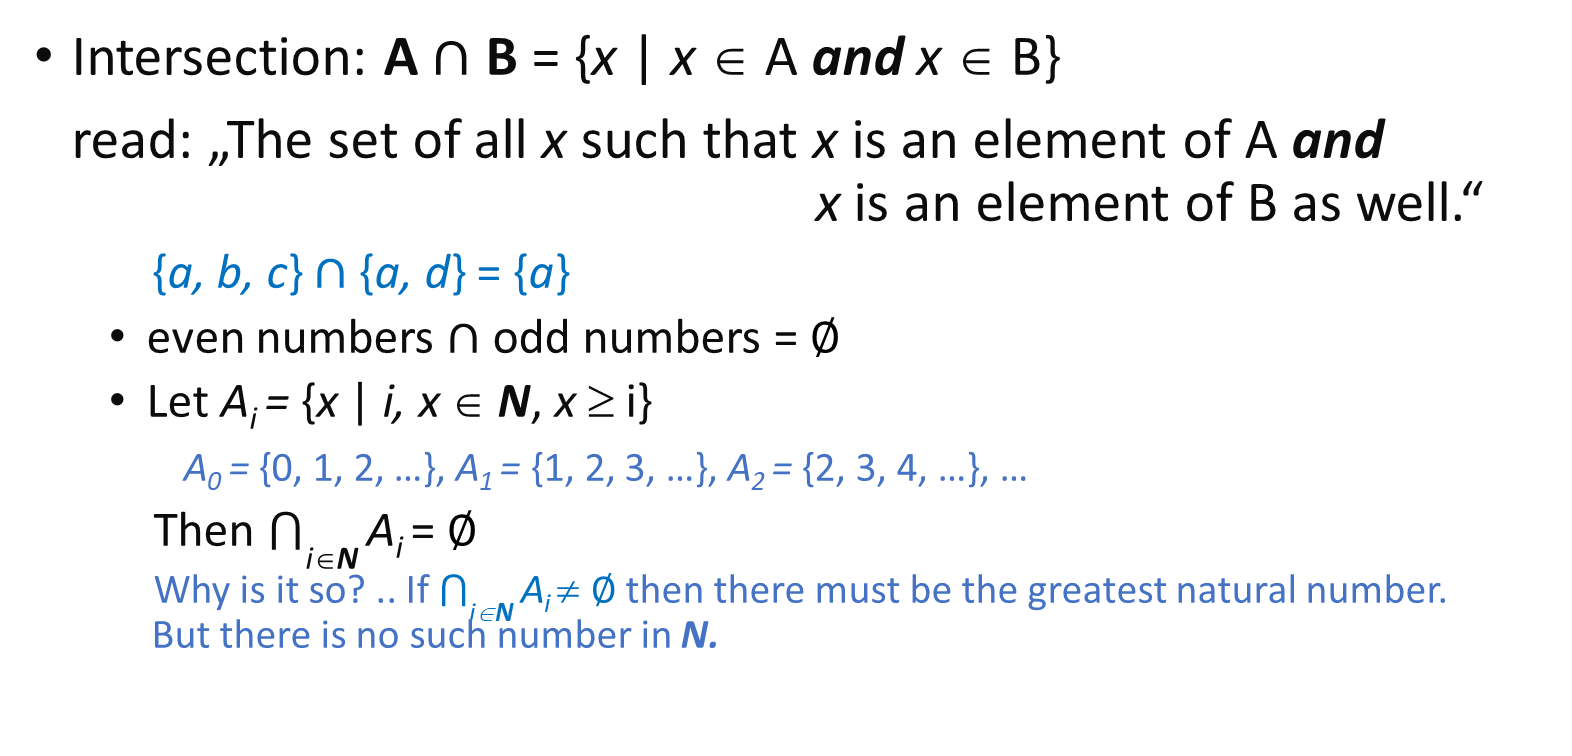 • Intersection: A ∩ B = {x | x ∈ A and x ∈ B}
read: „The set of all x such that x is an element of A and
x is an element of B as well.“
{a, b, c} ∩ {a, d} = {a}
• even numbers ∩ odd numbers = ∅
• Let Aᵢ = {x | i, x ∈ N, x ≥ i}
A₀ = {0, 1, 2, …}, A₁ = {1, 2, 3, …}, A₂ = {2, 3, 4, …}, …
Then ⋂ i∈N Aᵢ = ∅
Why is it so? .. If ⋂ i∈N Aᵢ ≠ ∅ then there must be the greatest natural number.
But there is no such number in N.